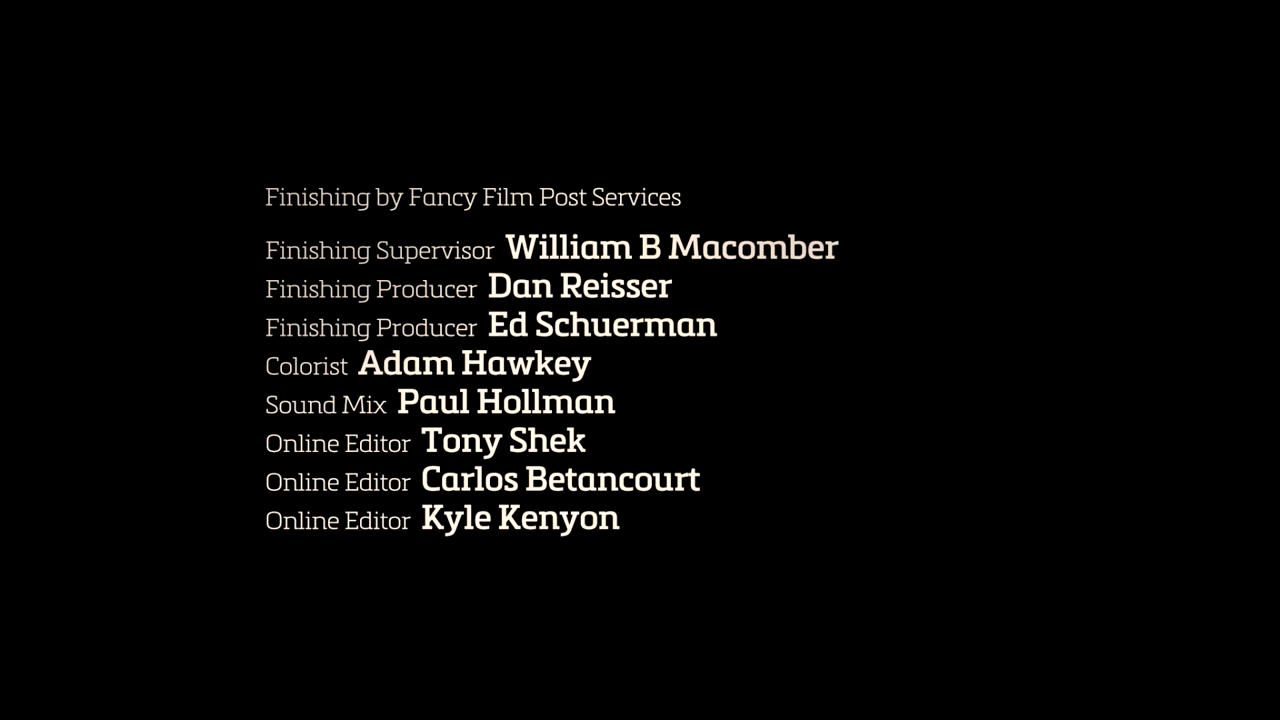 Finishing by Fancy Film Post Services
Finishing Supervisor William B Macomber
Finishing Producer Dan Reisser
Finishing Producer Ed Schuerman
Colorist Adam Hawkey
Sound Mix Paul Hollman
Online Editor Tony Shek
Online Editor Carlos Betancourt
Online Editor Kyle Kenyon